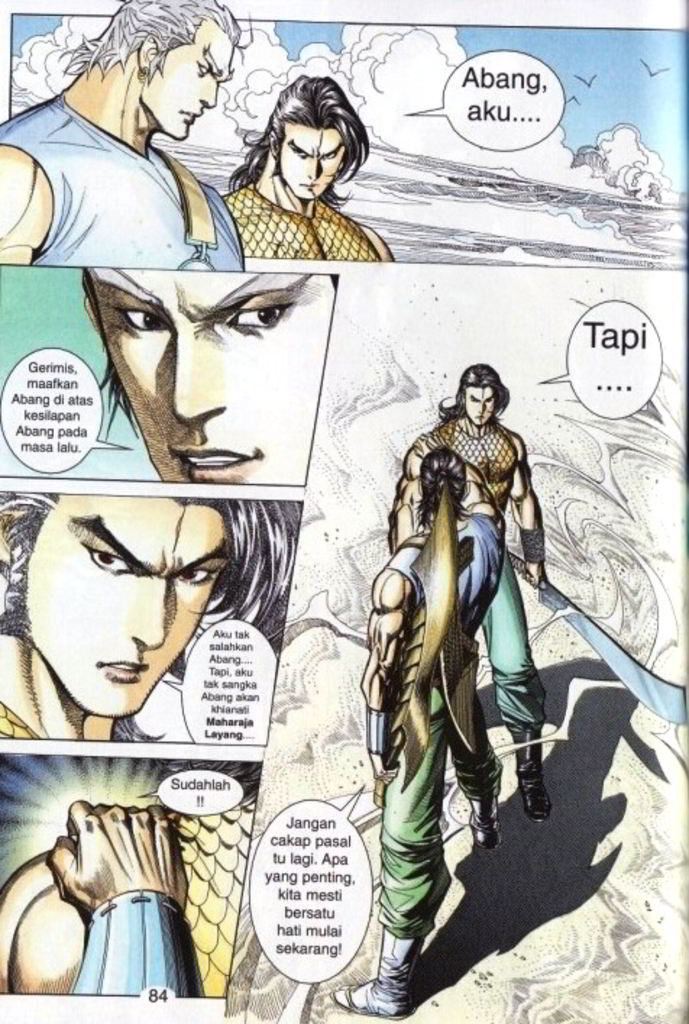 Abang,
aku....
Gerimis,
maafkan
Abang di atas
kesilapan
Abang pada
masa lalu.
Aku tak
salahkan
Abang....
Tapi, aku
tak sangka
Abang akan
khianati
Maharaja
Layang....
Sudahlah
!!
Tapi
....
Jangan
cakap pasal
tu lagi. Apa
yang penting,
kita mesti
bersatu
hati mulai
sekarang!
84